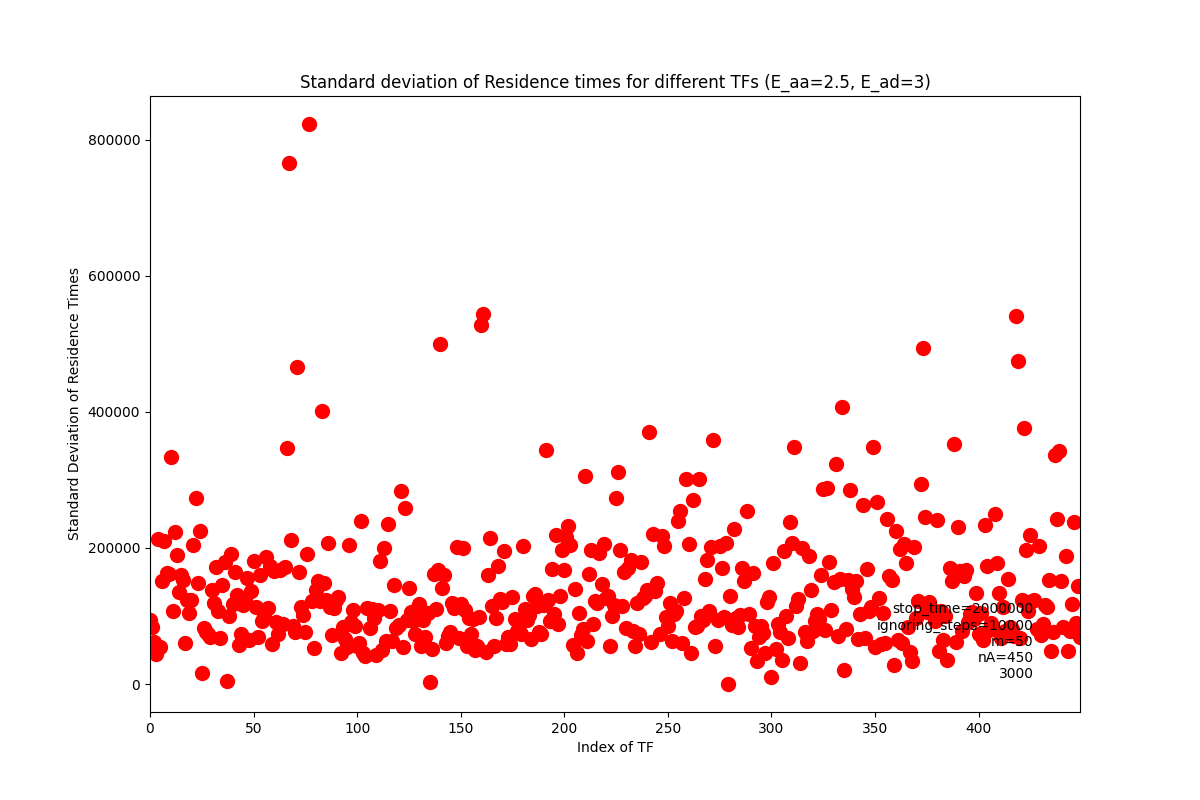 Standard deviation of Residence times for different TFs (E_aa=2.5, E_ad=3)
Standard Deviation of Residence Times
800000
600000
400000
200000
0
stop_time=2000000
ignoring_steps=10000
m=50
nA=450
3000
0 50 100 150 200 250 300 350 400
Index of TF